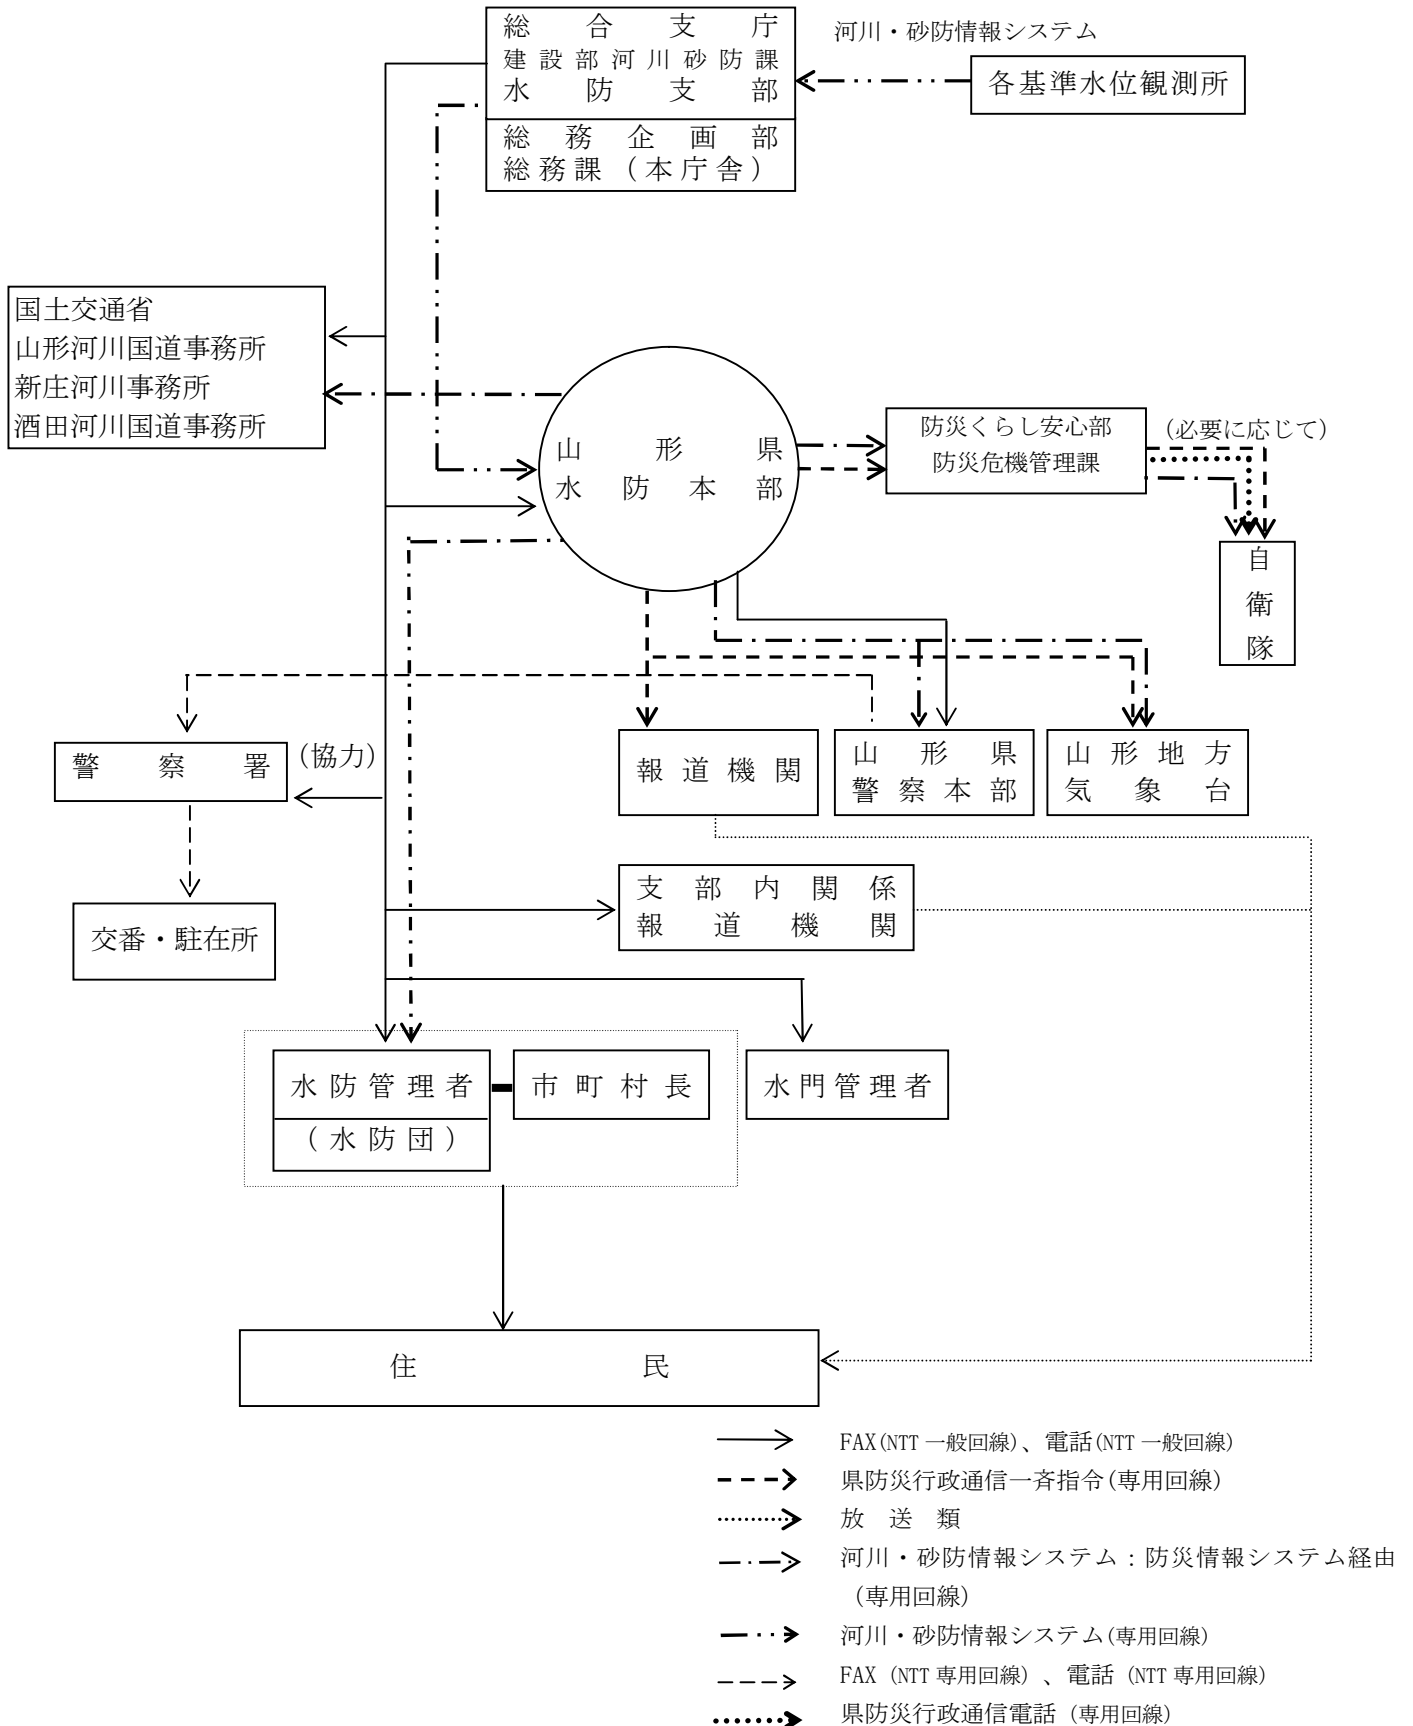 総合支庁
建設部河川砂防課
水防支部
総務企画部
総務課（本庁舎）
河川・砂防情報システム
各基準水位観測所
国土交通省
山形河川国道事務所
新庄河川事務所
酒田河川国道事務所
山形県
水防本部
防災くらし安心部
防災危機管理課
(必要に応じて)
自
衛
隊
警察署
(協力)
報道機関
山形県
警察本部
山形地方
気象台
交番・駐在所
支部内関係
報道機関
水防管理者
（水防団）
市町村長
水門管理者
住民
FAX(NTT 一般回線)、電話(NTT 一般回線)
県防災行政通信一斉指令(専用回線)
放送類
河川・砂防情報システム：防災情報システム経由
(専用回線)
河川・砂防情報システム(専用回線)
FAX (NTT 専用回線) 、電話 (NTT 専用回線)
県防災行政通信電話 (専用回線)